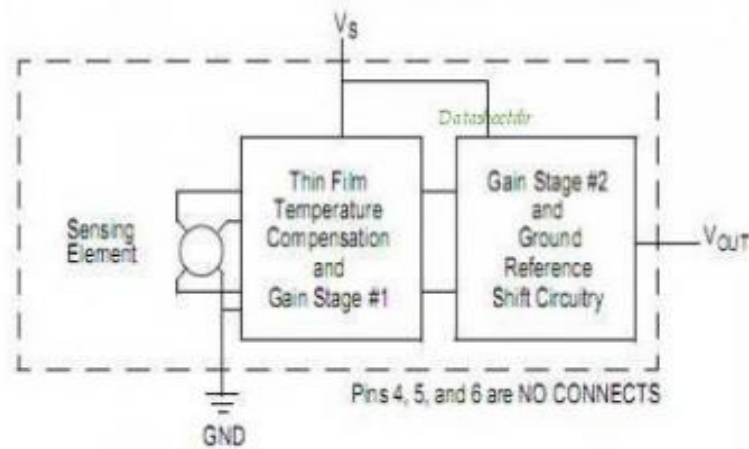 VS
Datasheetdir
Thin Film
Temperature
Compensation
and
Gain Stage #1
Gain Stage #2
and
Ground
Reference
Shift Circuitry
Sensing
Element
VOUT
Pins 4, 5, and 6 are NO CONNECTS
GND